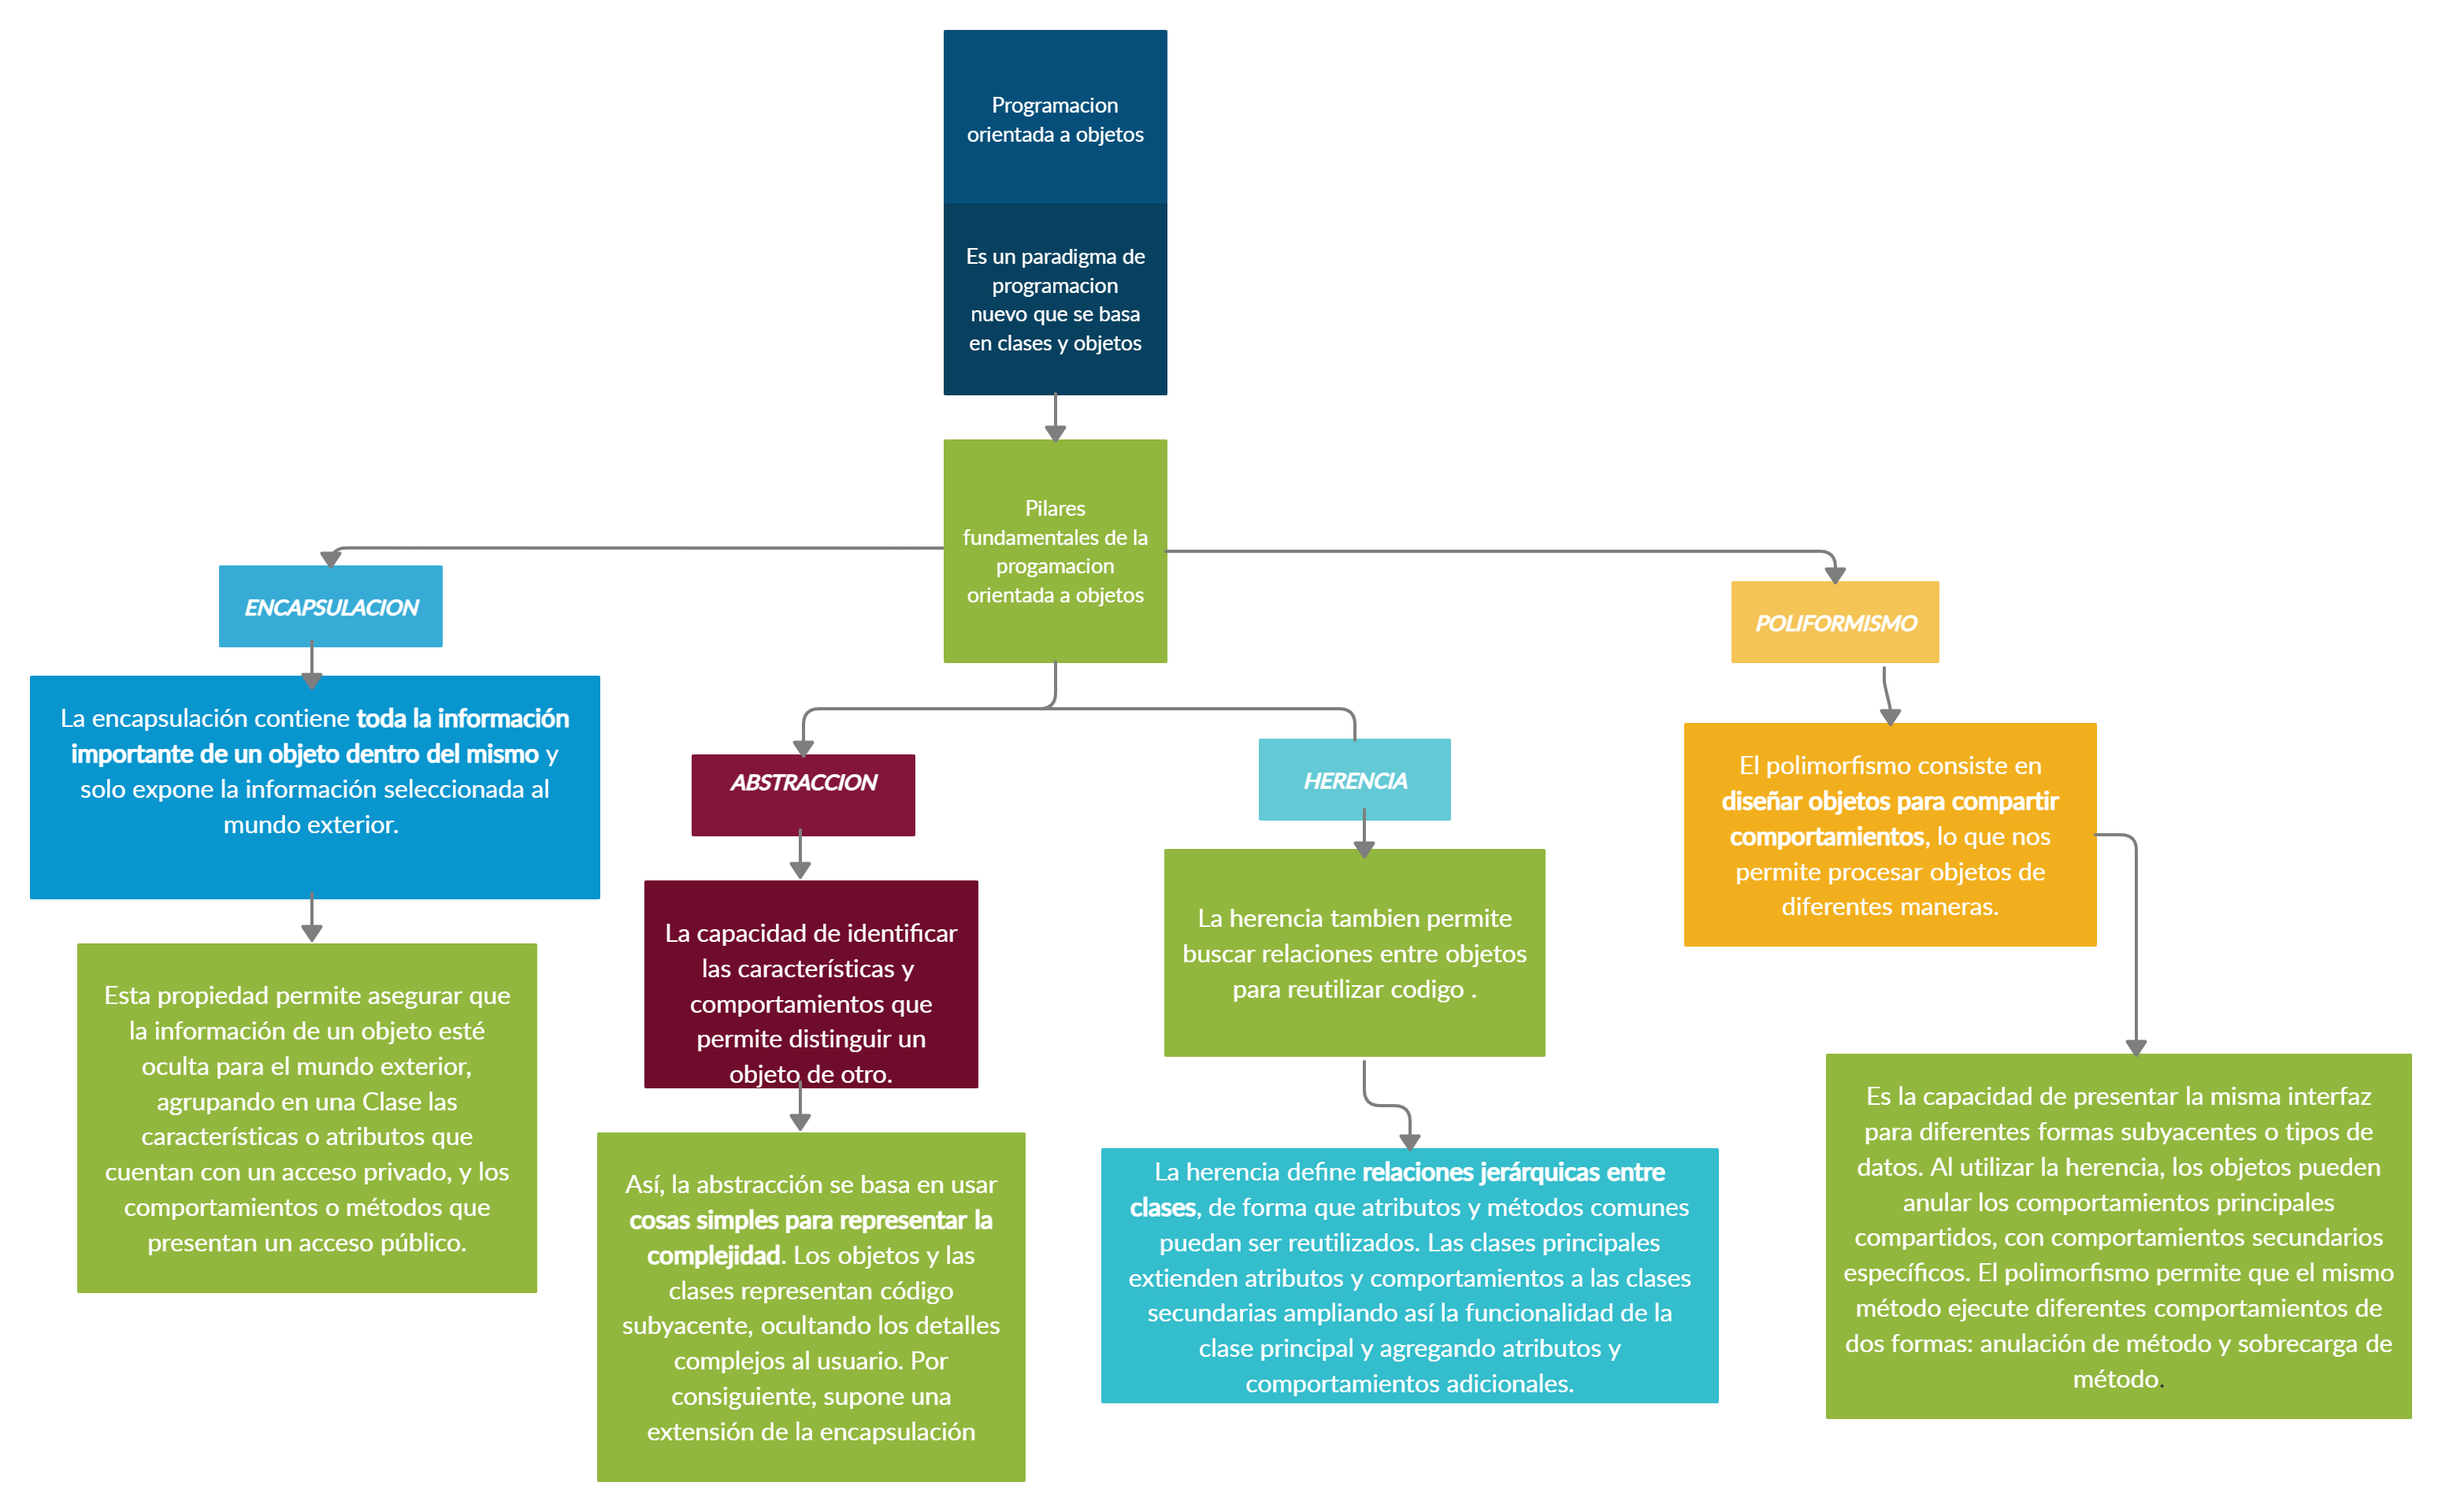 Programacion
orientada a objetos
Es un paradigma de
programacion
nuevo que se basa
en clases y objetos
Pilares
fundamentales de la
progamacion
orientada a objetos
ENCAPSULACION
La encapsulación contiene toda la información
importante de un objeto dentro del mismo y
solo expone la información seleccionada al
mundo exterior.
Esta propiedad permite asegurar que
la información de un objeto esté
oculta para el mundo exterior,
agrupando en una Clase las
características o atributos que
cuentan con un acceso privado, y los
comportamientos o métodos que
presentan un acceso público.
ABSTRACCION
La capacidad de identificar
las características y
comportamientos que
permite distinguir un
objeto de otro.
Así, la abstracción se basa en usar
cosas simples para representar la
complejidad. Los objetos y las
clases representan código
subyacente, ocultando los detalles
complejos al usuario. Por
consiguiente, supone una
extensión de la encapsulación
HERENCIA
La herencia tambien permite
buscar relaciones entre objetos
para reutilizar codigo .
La herencia define relaciones jerárquicas entre
clases, de forma que atributos y métodos comunes
puedan ser reutilizados. Las clases principales
extienden atributos y comportamientos a las clases
secundarias ampliando así la funcionalidad de la
clase principal y agregando atributos y
comportamientos adicionales.
POLIFORMISMO
El polimorfismo consiste en
diseñar objetos para compartir
comportamientos, lo que nos
permite procesar objetos de
diferentes maneras.
Es la capacidad de presentar la misma interfaz
para diferentes formas subyacentes o tipos de
datos. Al utilizar la herencia, los objetos pueden
anular los comportamientos principales
compartidos, con comportamientos secundarios
específicos. El polimorfismo permite que el mismo
método ejecute diferentes comportamientos de
dos formas: anulación de método y sobrecarga de
método.